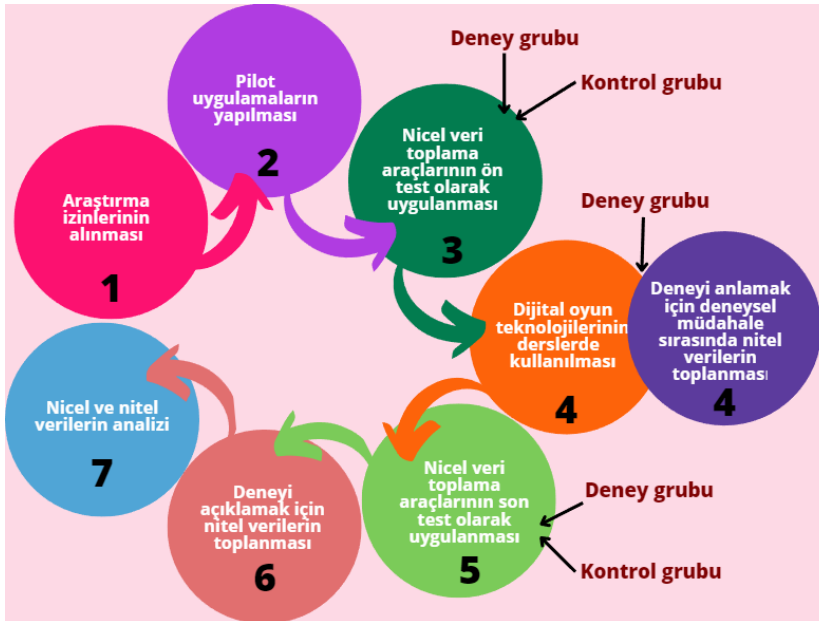 Araştırma
izinlerinin
alınması
1
Pilot
uygulamaların
yapılması
2
Deney grubu
Kontrol grubu
Nicel veri
toplama
araçlarının ön
test olarak
uygulanması
3
Deney grubu
Dijital oyun
teknolojilerinin
derslerde
kullanılması
4
Deneyi anlamak
için deneysel
müdahale
sırasında nitel
verilerin
toplanması
4
Nicel veri
toplama
araçlarının son
test olarak
uygulanması
5
Deney grubu
Kontrol grubu
Deneyi
açıklamak için
nitel verilerin
toplanması
6
Nicel ve nitel
verilerin analizi
7